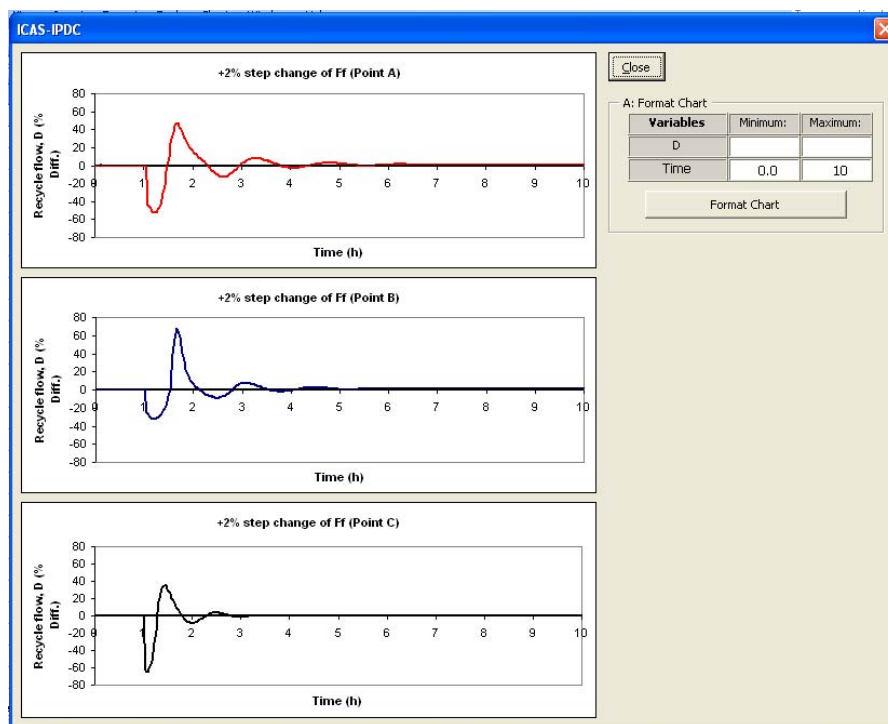 ICAS-IPDC
+2% step change of Ff (Point A)
Recycle flow, D (%
Diff.)
80
60
40
20
0
-20
-40
-60
-80
0 1 2 3 4 5 6 7 8 9 10
Time (h)
+2% step change of Ff (Point B)
Recycle flow, D (%
Diff.)
80
60
40
20
0
-20
-40
-60
-80
0 1 2 3 4 5 6 7 8 9 10
Time (h)
+2% step change of Ff (Point C)
Recycle flow, D (%
Diff.)
80
60
40
20
0
-20
-40
-60
-80
0 1 2 3 4 5 6 7 8 9 10
Time (h)
Close
A: Format Chart
Variables Minimum: Maximum:
D
Time 0.0 10
Format Chart